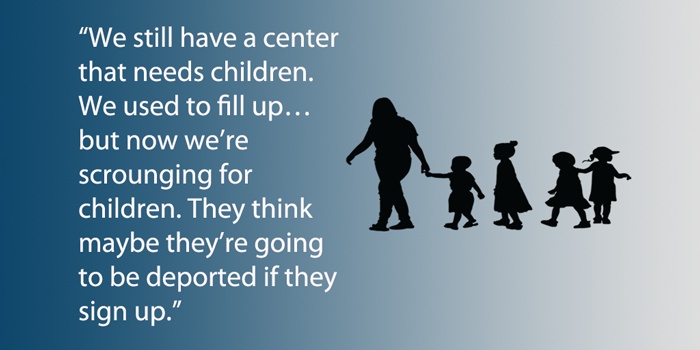 “We still have a center
that needs children.
We used to fill up…
but now we’re
scrounging for
children. They think
maybe they’re going
to be deported if they
sign up.”